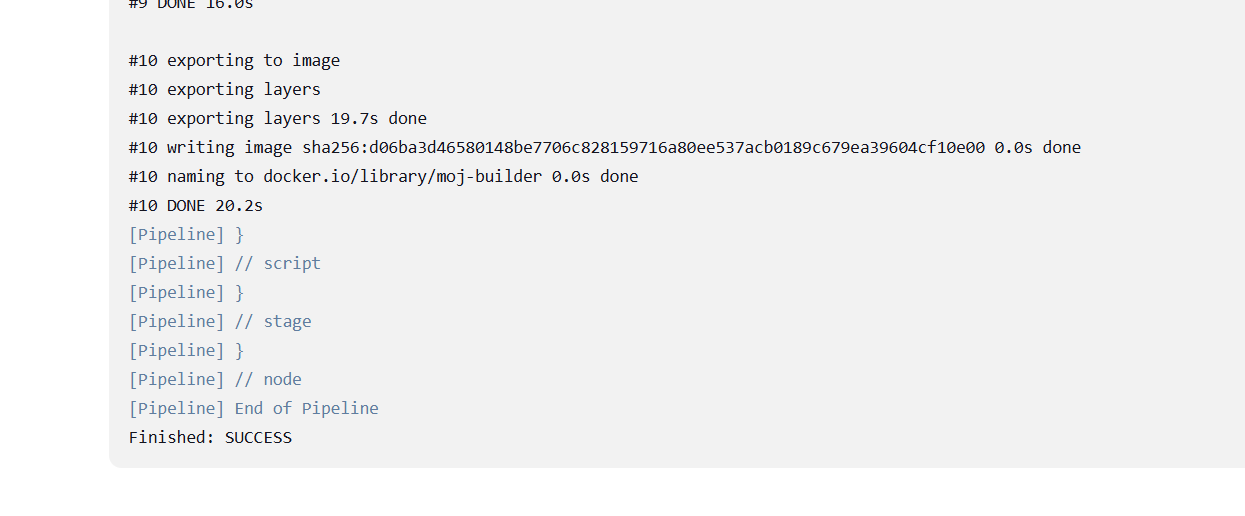 #9 DONE 16.0s
#10 exporting to image
#10 exporting layers
#10 exporting layers 19.7s done
#10 writing image sha256:d06ba3d46580148be7706c828159716a80ee537acb0189c679ea39604cf10e00 0.0s done
#10 naming to docker.io/library/moj-builder 0.0s done
#10 DONE 20.2s
[Pipeline] }
[Pipeline] // script
[Pipeline] }
[Pipeline] // stage
[Pipeline] }
[Pipeline] // node
[Pipeline] End of Pipeline
Finished: SUCCESS